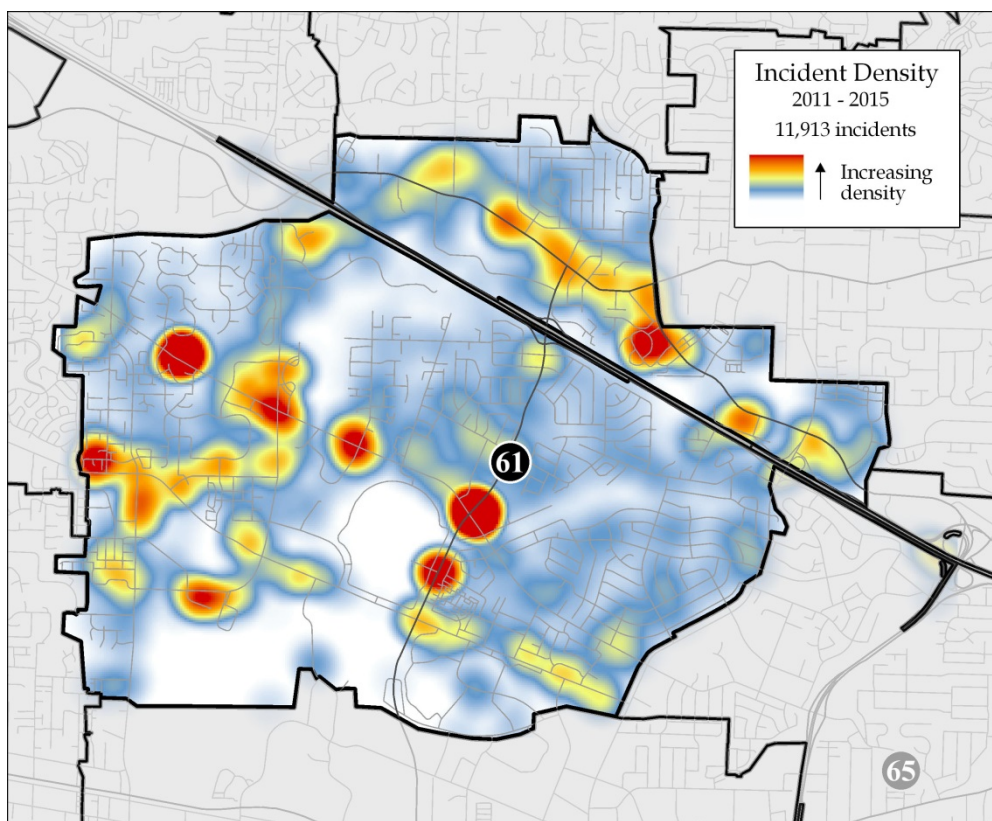 Incident Density
2011 - 2015
11,913 incidents
Increasing
density
61
65